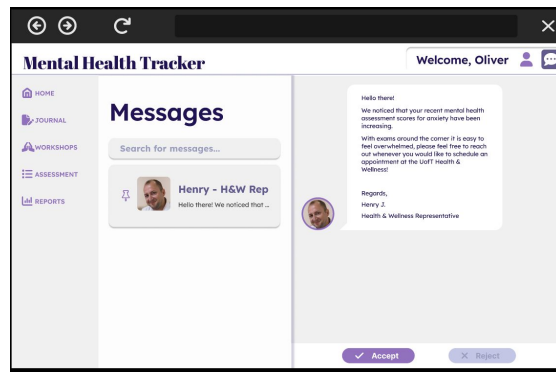 Mental Health Tracker
Welcome, Oliver
HOME
JOURNAL
WORKSHOPS
ASSESSMENT
REPORTS
Messages
Search for messages...
Henry - H&W Rep
Hello there! We noticed that ...
Hello there!
We noticed that your recent mental health
assessment scores for anxiety have been
increasing.
With exams around the corner it is easy to
feel overwhelmed, please feel free to reach
out whenever you would like to schedule an
appointment at the UofT Health &
Wellness!
Regards,
Henry J.
Health & Wellness Representative
Accept
Reject